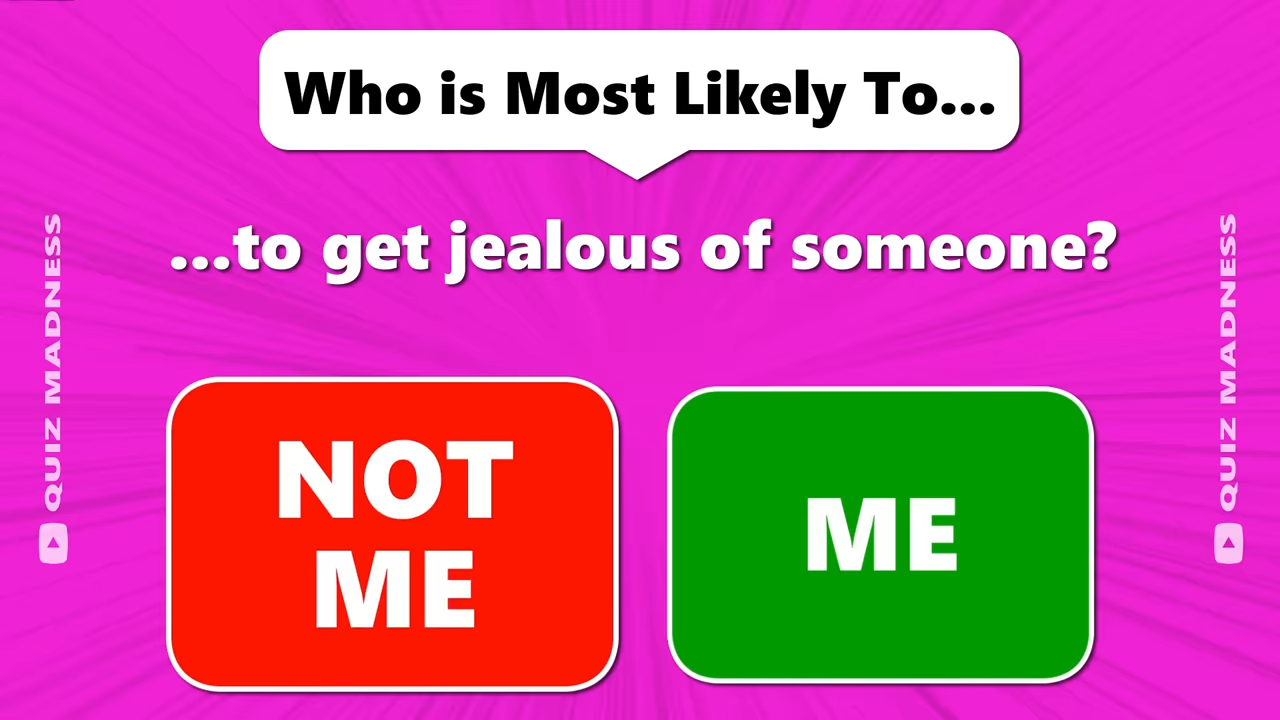 Who is Most Likely To...
...to get jealous of someone?
QUIZ MADNESS
NOT
ME
ME
QUIZ MADNESS